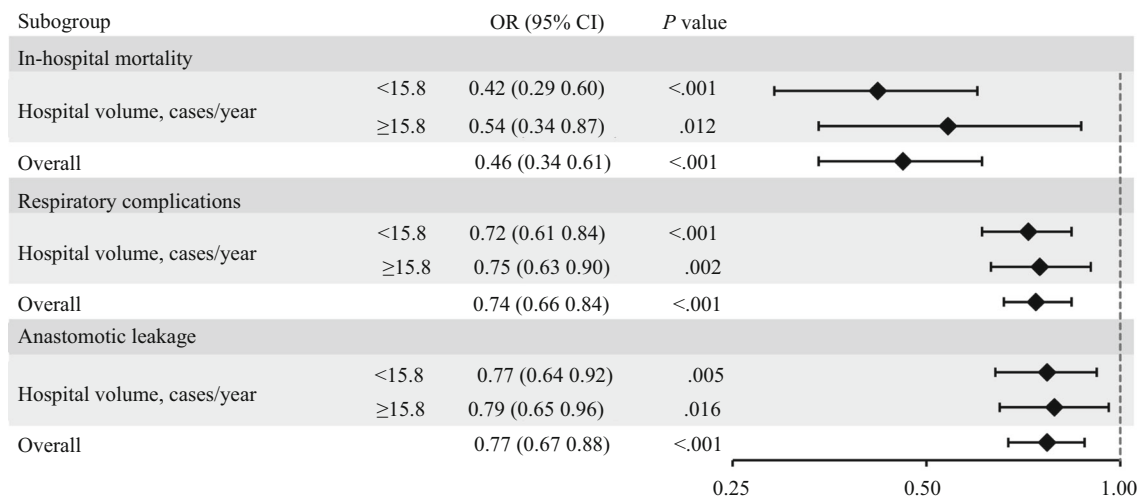 Subogroup OR (95% CI) P value
In-hospital mortality
<15.8 0.42 (0.29 0.60) <.001
Hospital volume, cases/year
≥15.8 0.54 (0.34 0.87) .012
Overall 0.46 (0.34 0.61) <.001
Respiratory complications
<15.8 0.72 (0.61 0.84) <.001
Hospital volume, cases/year
≥15.8 0.75 (0.63 0.90) .002
Overall 0.74 (0.66 0.84) <.001
Anastomotic leakage
<15.8 0.77 (0.64 0.92) .005
Hospital volume, cases/year
≥15.8 0.79 (0.65 0.96) .016
Overall 0.77 (0.67 0.88) <.001
0.25 0.50 1.00